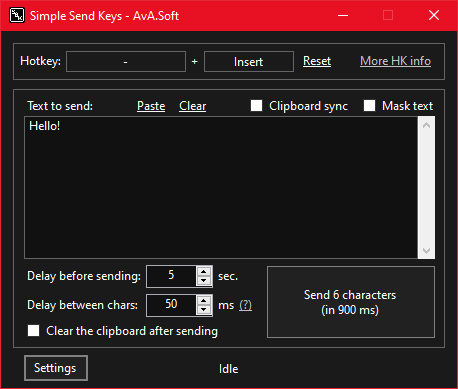 Simple Send Keys - AvA.Soft
Hotkey: - + Insert Reset More HK info
Text to send: Paste Clear Clipboard sync Mask text
Hello!
Delay before sending: 5 sec.
Delay between chars: 50 ms (?)
Clear the clipboard after sending
Send 6 characters
(in 900 ms)
Settings Idle